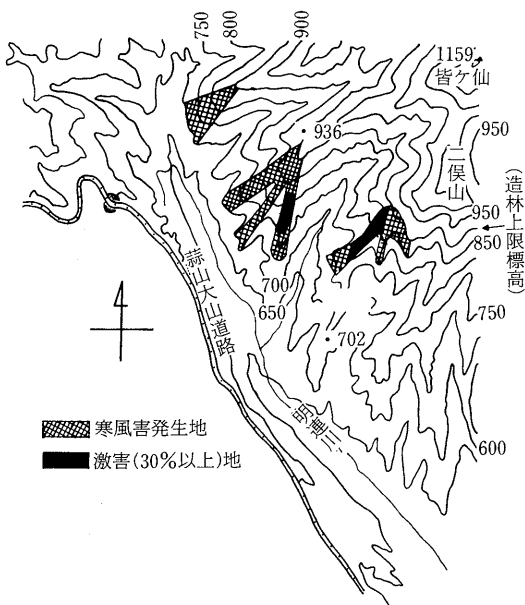 750
800
900
1159
皆ケ仙
936
950
二俣山
950
850
(造林上限標高)
700
650
750
蒜山大山道路
702
明連川
600
寒風害発生地
激害(30%以上)地